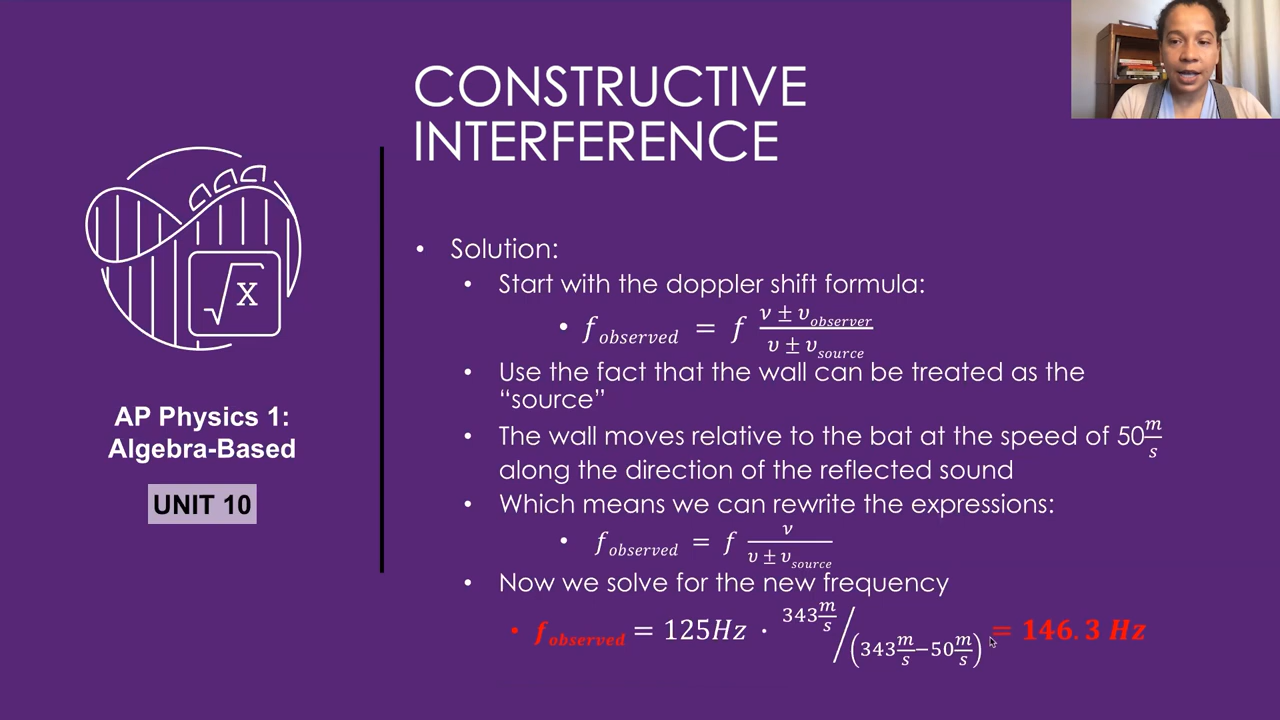 CONSTRUCTIVE
INTERFERENCE
√x
AP Physics 1:
Algebra-Based
UNIT 10
• Solution:
• Start with the doppler shift formula:
• f_observed = f (ν ± υ_observer)/(υ ± υ_source)
• Use the fact that the wall can be treated as the
“source”
• The wall moves relative to the bat at the speed of 50 m/s
along the direction of the reflected sound
• Which means we can rewrite the expressions:
• f_observed = f ν/(υ ± υ_source)
• Now we solve for the new frequency
• f_observed = 125Hz · 343 m/s / (343 m/s − 50 m/s) = 146.3 Hz